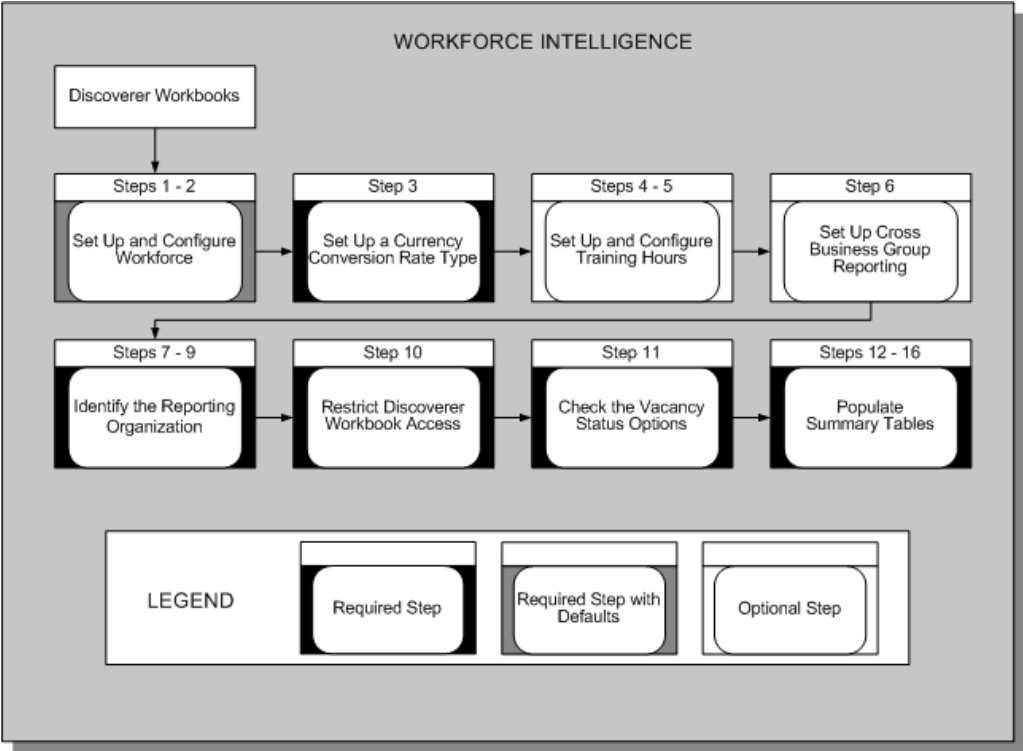 WORKFORCE INTELLIGENCE
Discoverer Workbooks
Steps 1 - 2
Set Up and Configure
Workforce
Step 3
Set Up a Currency
Conversion Rate Type
Steps 4 - 5
Set Up and Configure
Training Hours
Step 6
Set Up Cross
Business Group
Reporting
Steps 7 - 9
Identify the Reporting
Organization
Step 10
Restrict Discoverer
Workbook Access
Step 11
Check the Vacancy
Status Options
Steps 12 - 16
Populate
Summary Tables
LEGEND
Required Step
Required Step with
Defaults
Optional Step